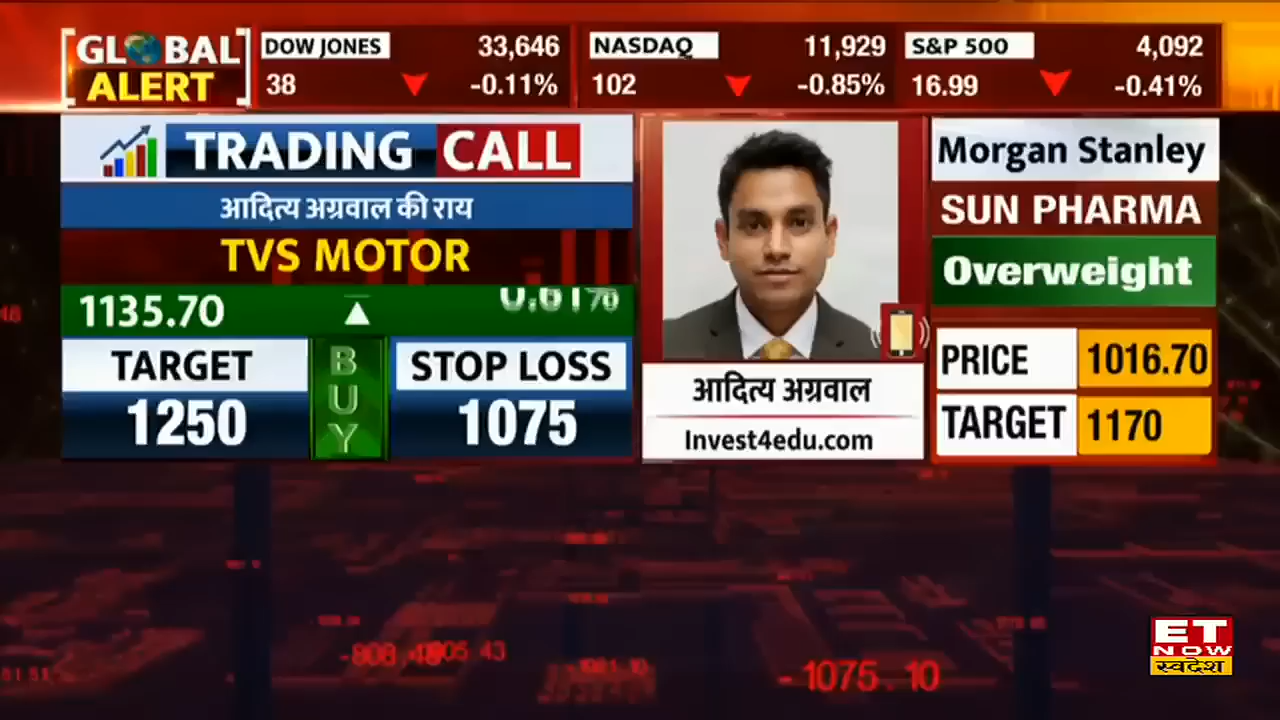 GLOBAL
ALERT
DOW JONES 33,646
38 -0.11%
NASDAQ 11,929
102 -0.85%
S&P 500 4,092
16.99 -0.41%
TRADING CALL
आदित्य अग्रवाल की राय
TVS MOTOR
1135.70 0.61%
TARGET
1250
BUY
STOP LOSS
1075
आदित्य अग्रवाल
Invest4edu.com
Morgan Stanley
SUN PHARMA
Overweight
PRICE 1016.70
TARGET 1170
- 1075.10
ET
NOW
स्वदेश